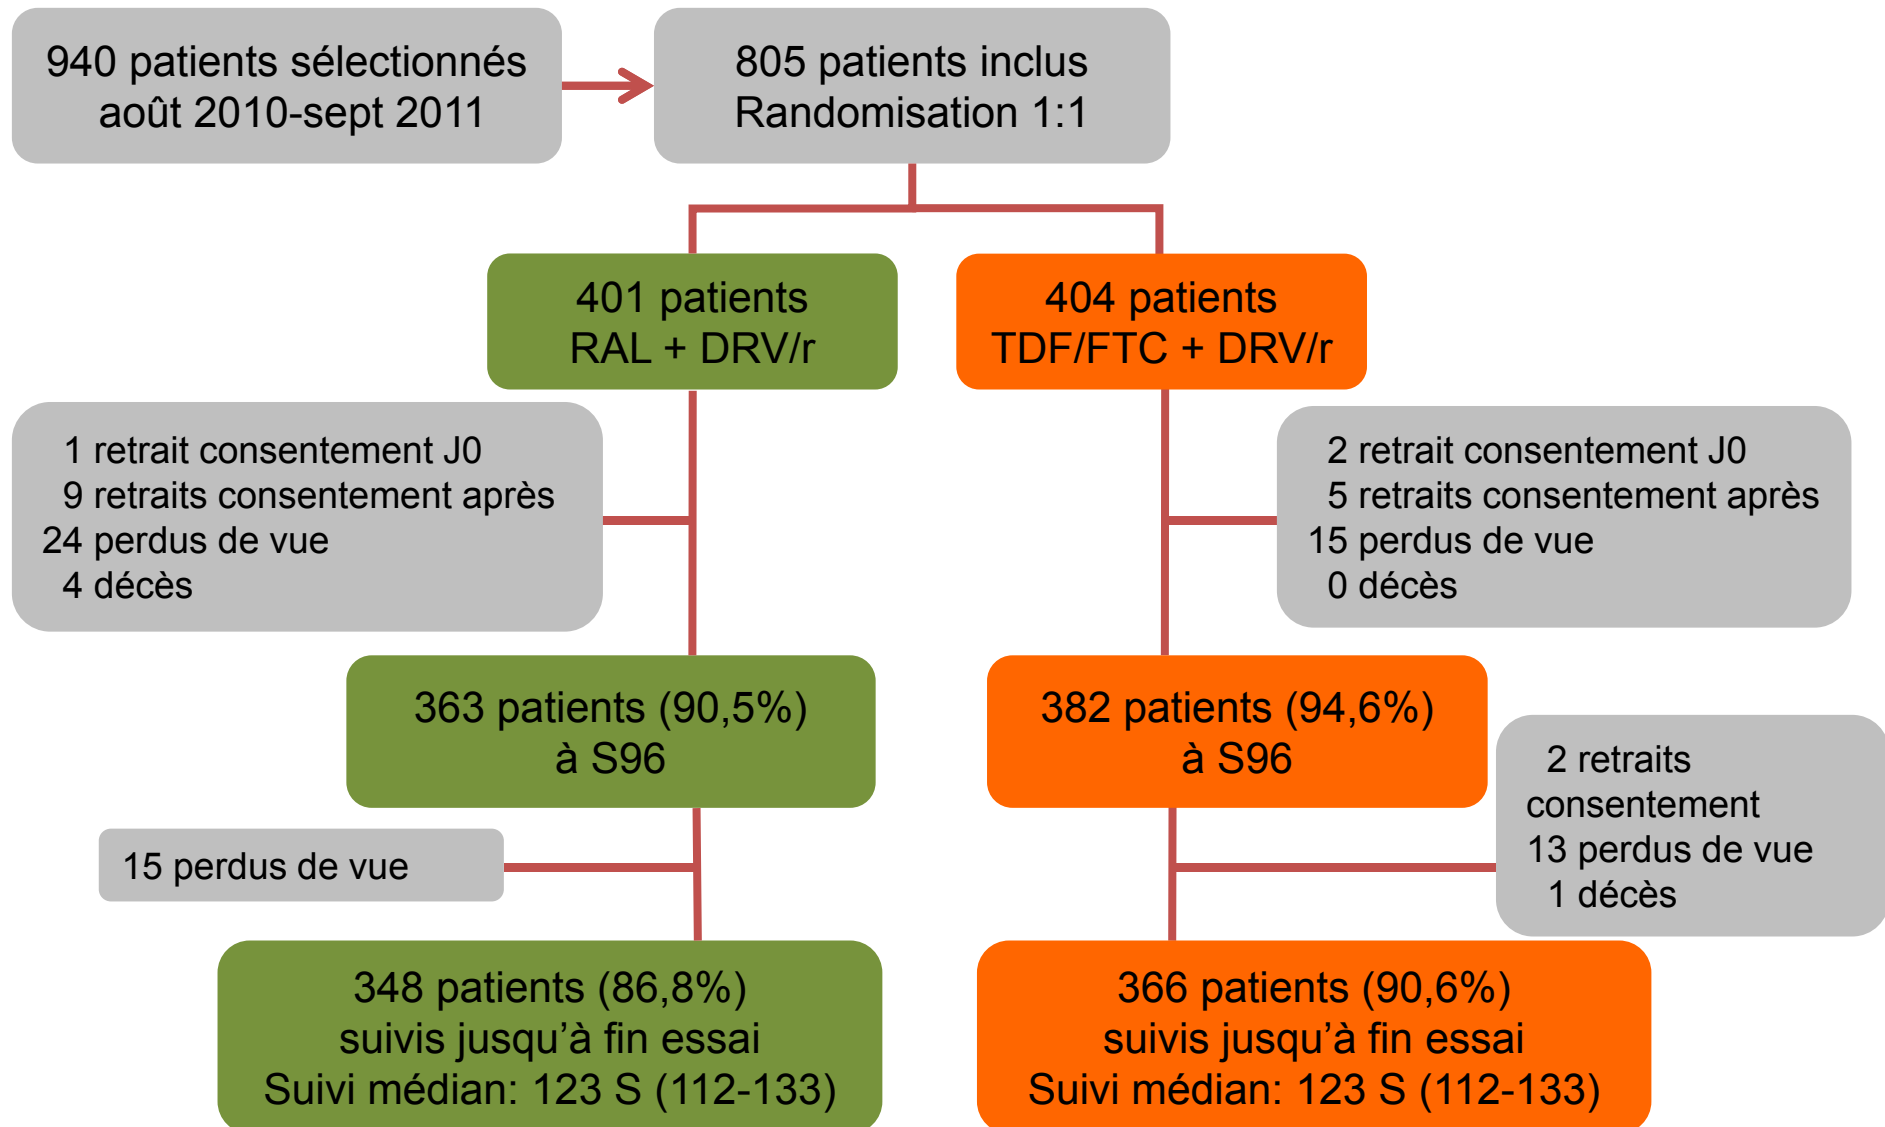 940 patients sélectionnés
août 2010-sept 2011
805 patients inclus
Randomisation 1:1
401 patients
RAL + DRV/r
404 patients
TDF/FTC + DRV/r
1 retrait consentement J0
9 retraits consentement après
24 perdus de vue
4 décès
2 retrait consentement J0
5 retraits consentement après
15 perdus de vue
0 décès
363 patients (90,5%)
à S96
382 patients (94,6%)
à S96
2 retraits
consentement
13 perdus de vue
1 décès
15 perdus de vue
348 patients (86,8%)
suivis jusqu’à fin essai
Suivi médian: 123 S (112-133)
366 patients (90,6%)
suivis jusqu’à fin essai
Suivi médian: 123 S (112-133)